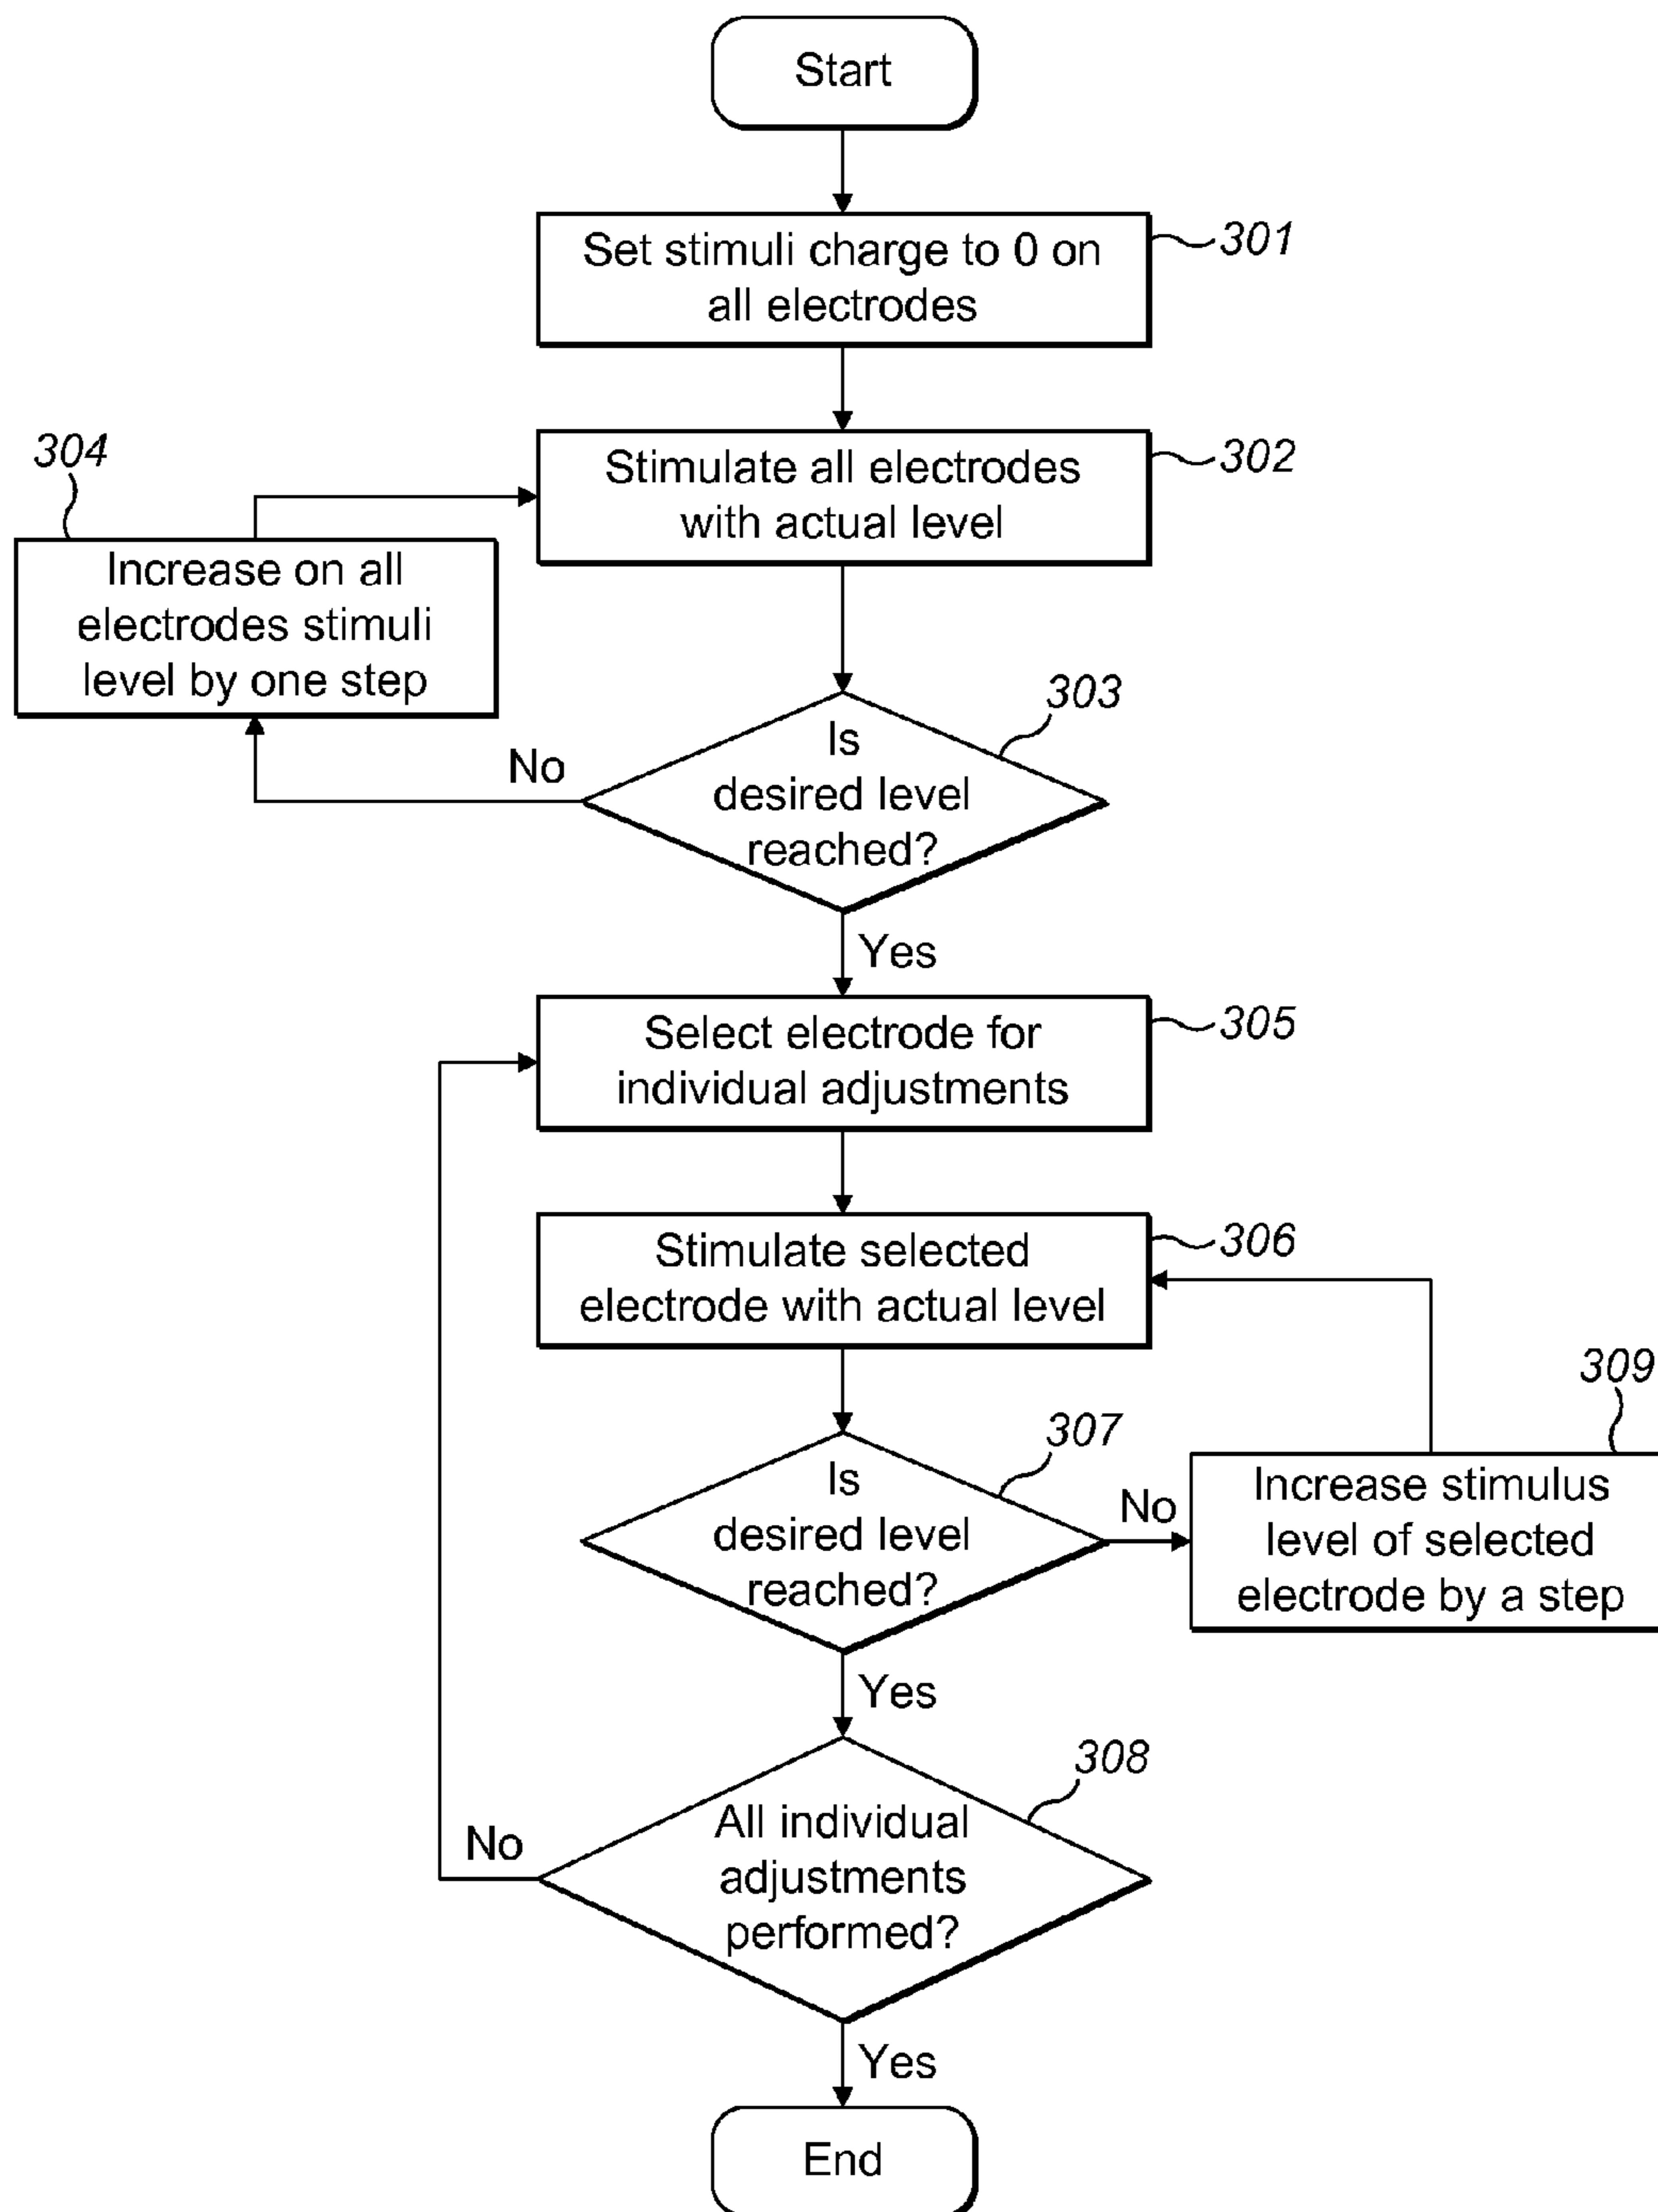 Start
Set stimuli charge to 0 on
all electrodes
301
304
Stimulate all electrodes
with actual level
302
Increase on all
electrodes stimuli
level by one step
303
Is
desired level
reached?
No
Yes
Select electrode for
individual adjustments
305
Stimulate selected
electrode with actual level
306
309
307
Is
desired level
reached?
No
Increase stimulus
level of selected
electrode by a step
Yes
308
All individual
adjustments
performed?
No
Yes
End